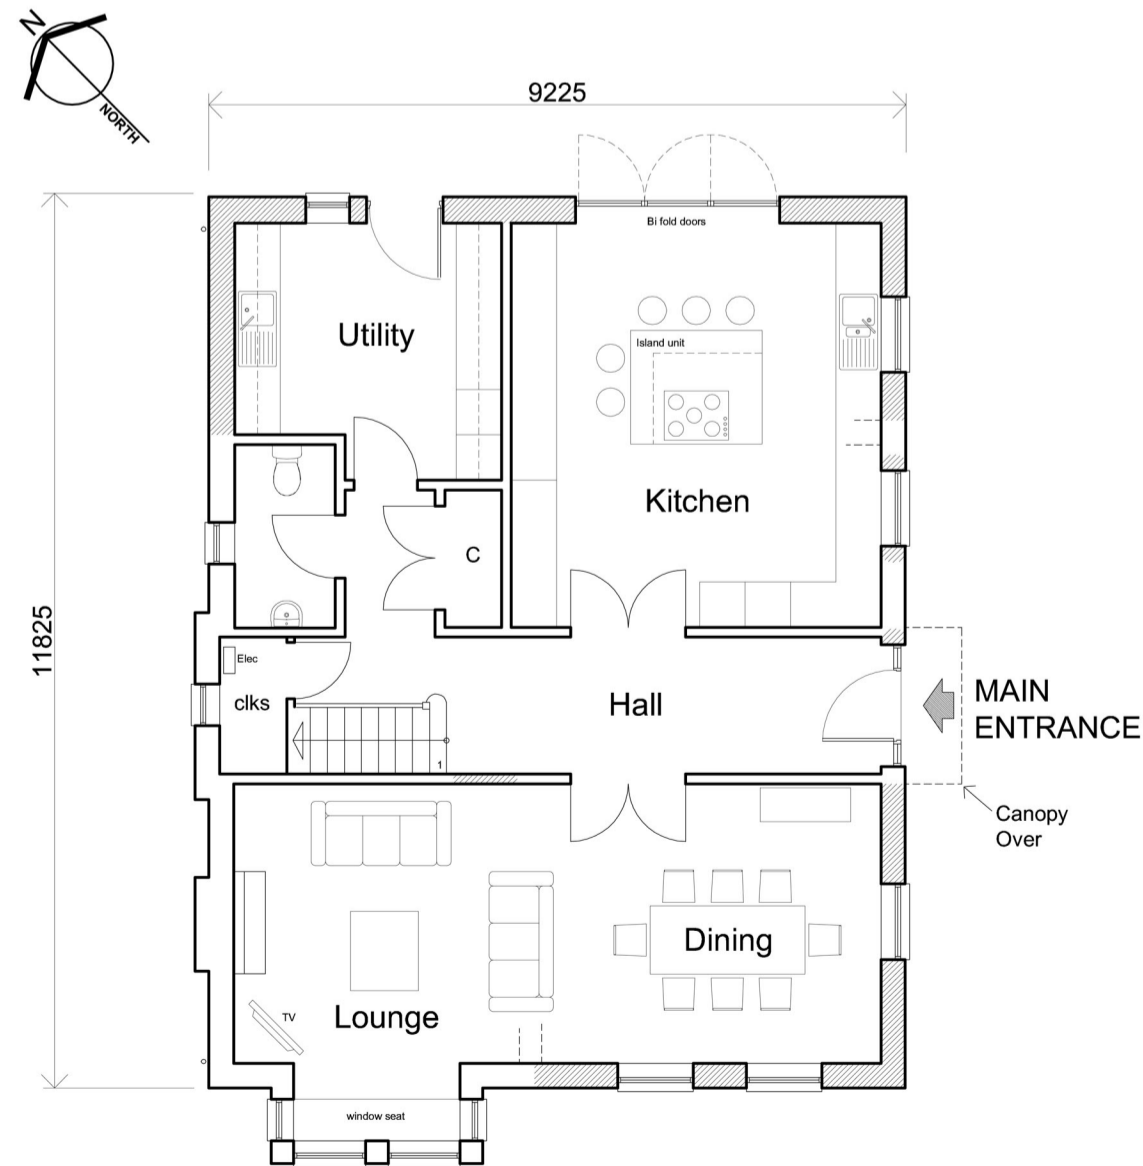 N
NORTH
9225
11825
Bi fold doors
Utility
Island unit
Kitchen
C
Elec
clks
Hall
1
MAIN
ENTRANCE
Canopy
Over
Dining
TV
Lounge
window seat